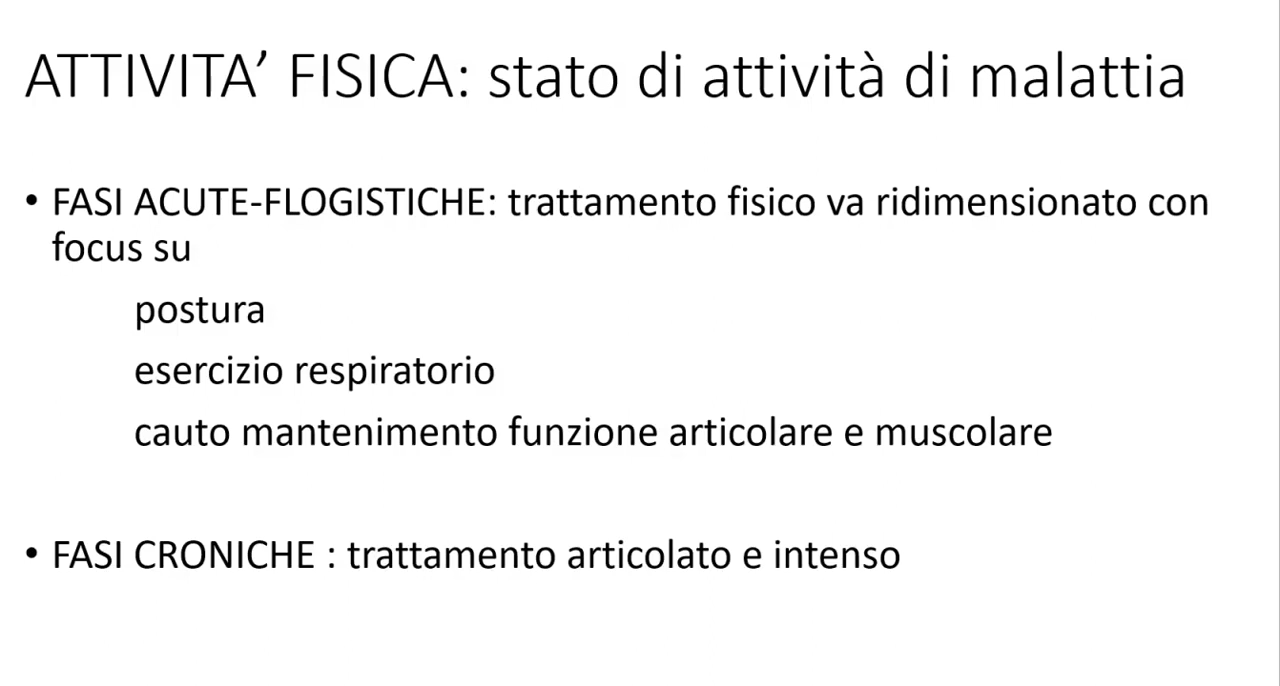 ATTIVITA’ FISICA: stato di attività di malattia
• FASI ACUTE-FLOGISTICHE: trattamento fisico va ridimensionato con
focus su
postura
esercizio respiratorio
cauto mantenimento funzione articolare e muscolare
• FASI CRONICHE : trattamento articolato e intenso